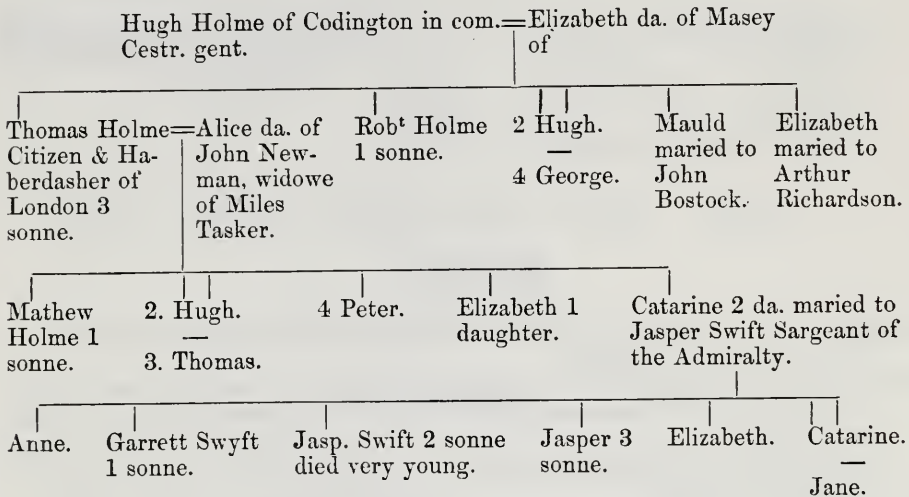 Hugh Holme of Codington in com.=Elizabeth da. of Masey
Cestr. gent.
of
Thomas Holme=Alice da. of
Citizen & Ha-
berdasher of
London 3
sonne.
John New-
man, widowe
of Miles
Tasker.
Robt Holme
1 sonne.
2 Hugh.
—
4 George.
Mauld
maried to
John
Bostock.
Elizabeth
maried to
Arthur
Richardson.
Mathew
Holme 1
sonne.
2. Hugh.
—
3. Thomas.
4 Peter.
Elizabeth 1
daughter.
Catarine 2 da. maried to
Jasper Swift Sargeant of
the Admiralty.
Anne.
Garrett Swyft
1 sonne.
Jasp. Swift 2 sonne
died very young.
Jasper 3
sonne.
Elizabeth.
Catarine.
—
Jane.